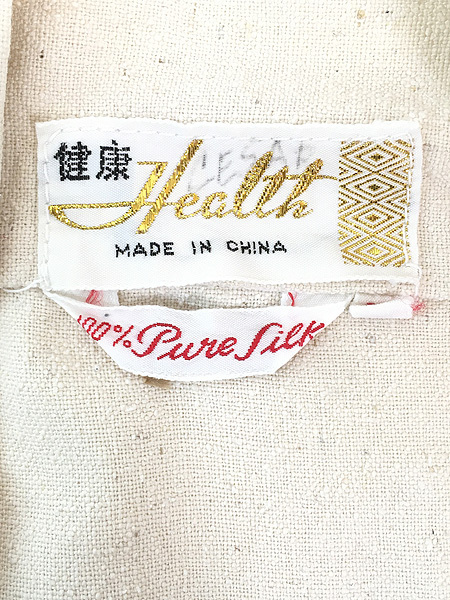 健康 Health
MADE IN CHINA
100% Pure Silk